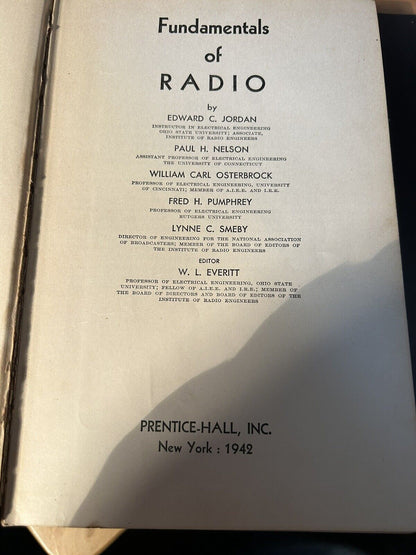 Fundamentals
of
RADIO
by
EDWARD C. JORDAN
INSTRUCTOR IN ELECTRICAL ENGINEERING
OHIO STATE UNIVERSITY; ASSOCIATE,
INSTITUTE OF RADIO ENGINEERS
PAUL H. NELSON
ASSISTANT PROFESSOR OF ELECTRICAL ENGINEERING
THE UNIVERSITY OF CONNECTICUT
WILLIAM CARL OSTERBROCK
PROFESSOR OF ELECTRICAL ENGINEERING, UNIVERSITY
OF CINCINNATI; MEMBER OF A.I.E.E. AND I.R.E.
FRED H. PUMPHREY
PROFESSOR OF ELECTRICAL ENGINEERING
RUTGERS UNIVERSITY
LYNNE C. SMEBY
DIRECTOR OF ENGINEERING FOR THE NATIONAL ASSOCIATION
OF BROADCASTERS; MEMBER OF THE BOARD OF EDITORS OF
THE INSTITUTE OF RADIO ENGINEERS
EDITOR
W. L. EVERITT
PROFESSOR OF ELECTRICAL ENGINEERING, OHIO STATE
UNIVERSITY; FELLOW OF A.I.E.E. AND I.R.E.; MEMBER OF
THE BOARD OF DIRECTORS AND BOARD OF EDITORS OF THE
INSTITUTE OF RADIO ENGINEERS
PRENTICE-HALL, INC.
New York : 1942